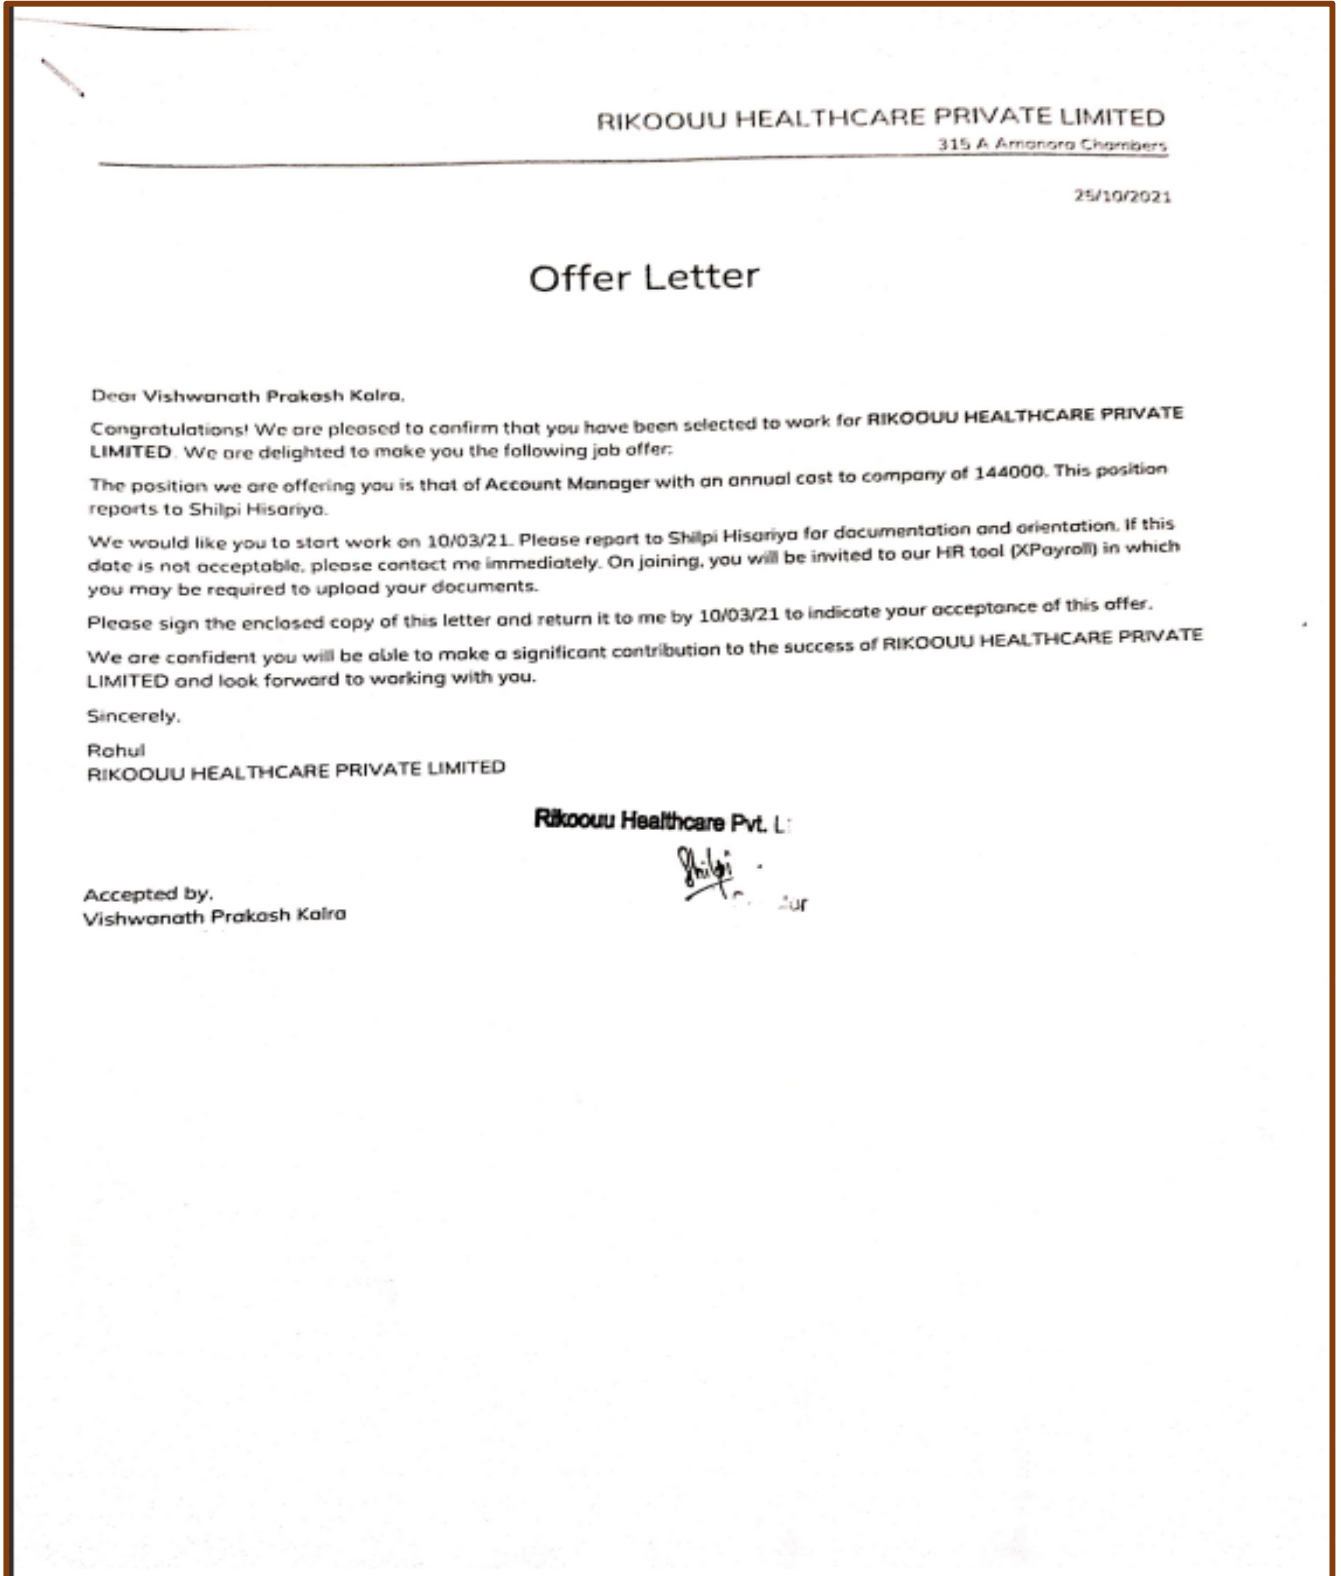 RIKOOUU HEALTHCARE PRIVATE LIMITED
315 A Amanora Chambers
25/10/2021
Offer Letter
Dear Vishwanath Prakash Kalra,
Congratulations! We are pleased to confirm that you have been selected to work for RIKOOUU HEALTHCARE PRIVATE
LIMITED. We are delighted to make you the following job offer:
The position we are offering you is that of Account Manager with an annual cost to company of 144000. This position
reports to Shilpi Hisariya.
We would like you to start work on 10/03/21. Please report to Shilpi Hisariya for documentation and orientation. If this
date is not acceptable, please contact me immediately. On joining, you will be invited to our HR tool (XPayroll) in which
you may be required to upload your documents.
Please sign the enclosed copy of this letter and return it to me by 10/03/21 to indicate your acceptance of this offer.
We are confident you will be able to make a significant contribution to the success of RIKOOUU HEALTHCARE PRIVATE
LIMITED and look forward to working with you.
Sincerely,
Rahul
RIKOOUU HEALTHCARE PRIVATE LIMITED
Rikoouu Healthcare Pvt.
Shilpi
Accepted by,
Vishwanath Prakash Kalra